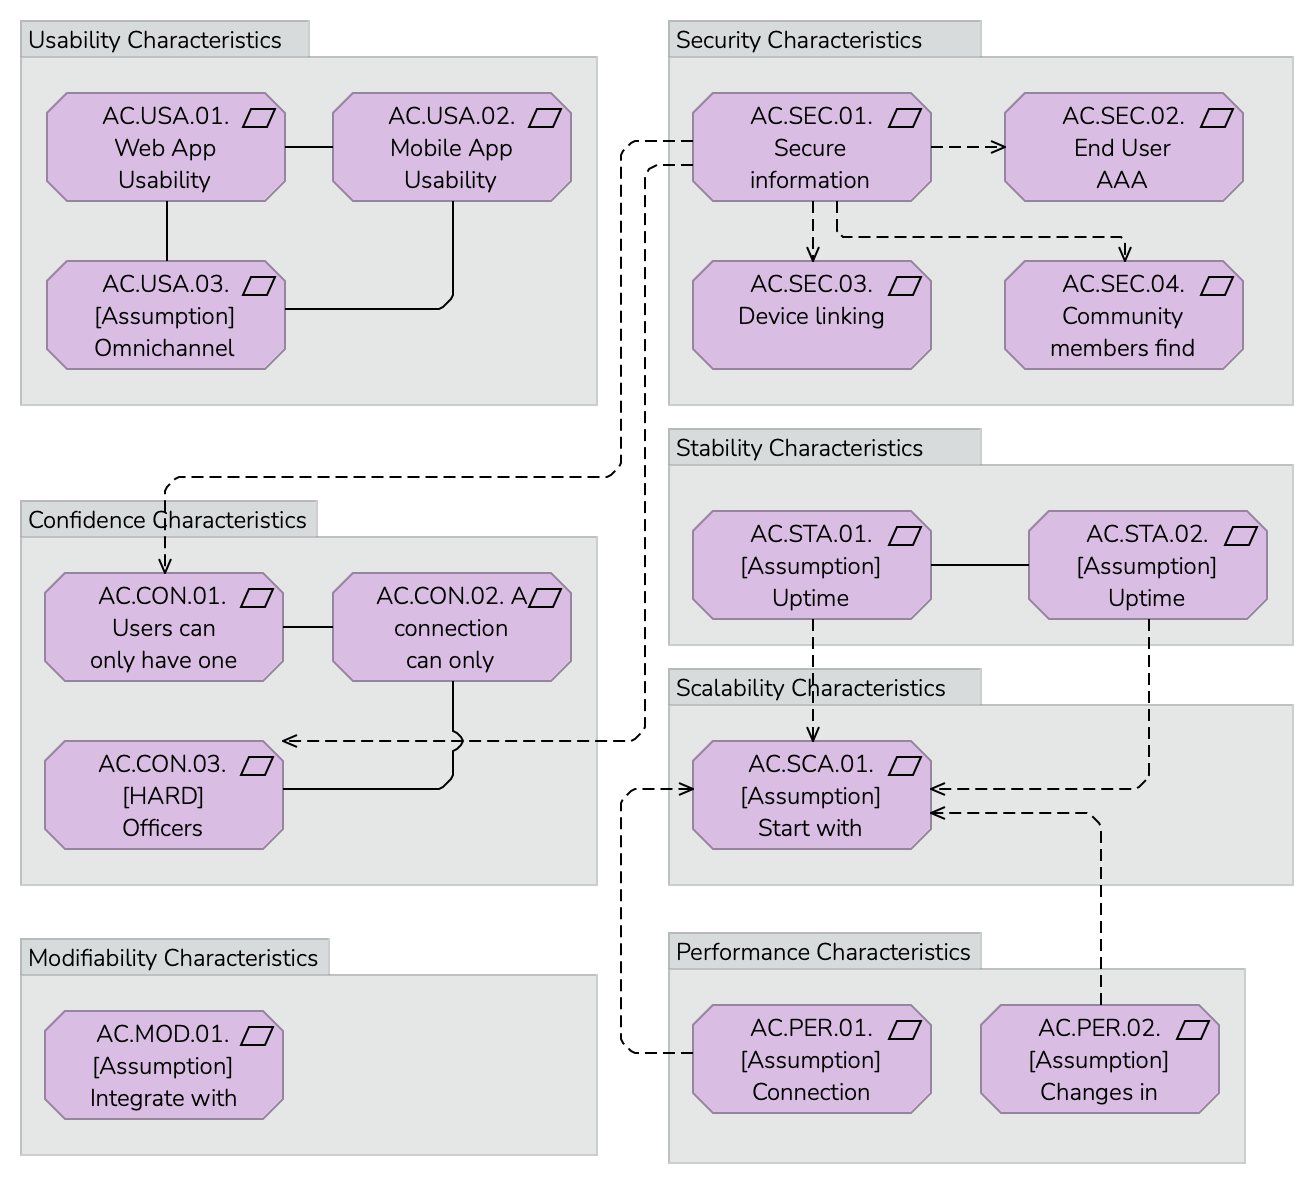 Usability Characteristics
AC.USA.01.
Web App
Usability
AC.USA.02.
Mobile App
Usability
AC.USA.03.
[Assumption]
Omnichannel
Security Characteristics
AC.SEC.01.
Secure
information
AC.SEC.02.
End User
AAA
AC.SEC.03.
Device linking
AC.SEC.04.
Community
members find
Confidence Characteristics
AC.CON.01.
Users can
only have one
AC.CON.02. A
connection
can only
AC.CON.03.
[HARD]
Officers
Stability Characteristics
AC.STA.01.
[Assumption]
Uptime
AC.STA.02.
[Assumption]
Uptime
Scalability Characteristics
AC.SCA.01.
[Assumption]
Start with
Modifiability Characteristics
AC.MOD.01.
[Assumption]
Integrate with
Performance Characteristics
AC.PER.01.
[Assumption]
Connection
AC.PER.02.
[Assumption]
Changes in